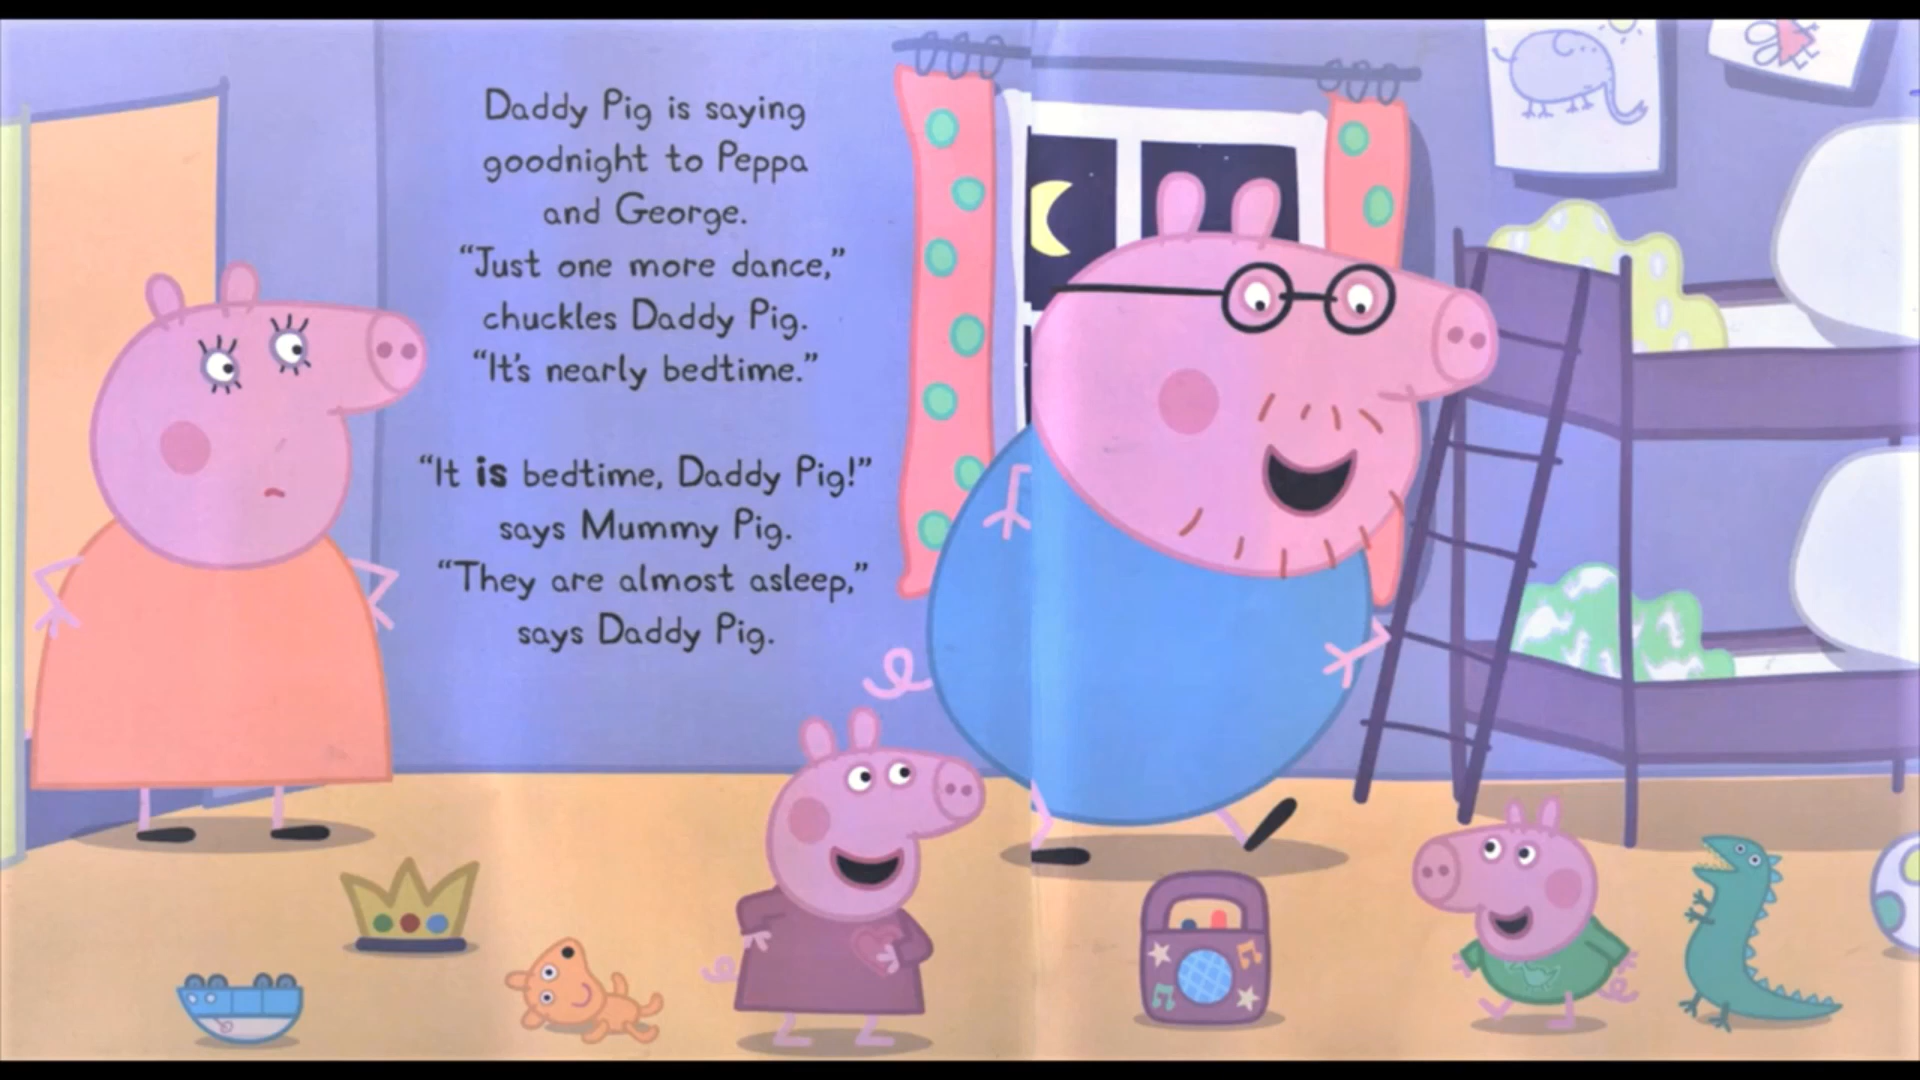 Daddy Pig is saying
goodnight to Peppa
and George.
“Just one more dance,”
chuckles Daddy Pig.
“It’s nearly bedtime.”
“It is bedtime, Daddy Pig!”
says Mummy Pig.
“They are almost asleep,”
says Daddy Pig.